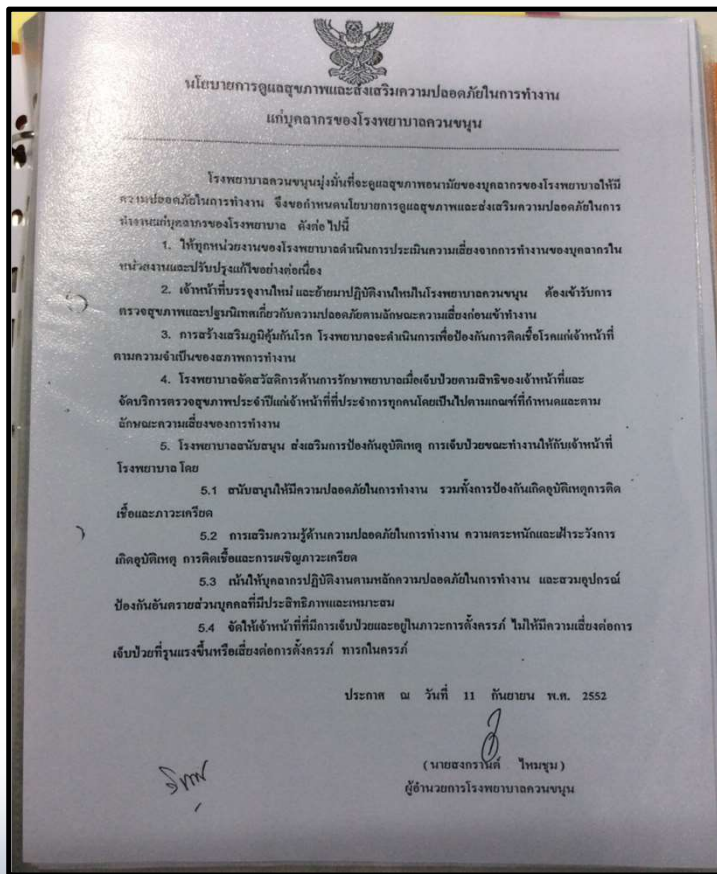 นโยบายการดูแลสุขภาพและส่งเสริมความปลอดภัยในการทำงาน
แก่บุคลากรของโรงพยาบาลควนขนุน
โรงพยาบาลควนขนุนมุ่งมั่นที่จะดูแลสุขภาพอนามัยของบุคลากรของโรงพยาบาลให้มี
ความปลอดภัยในการทำงาน จึงขอกำหนดนโยบายการดูแลสุขภาพและส่งเสริมความปลอดภัยในการ
ทำงานแก่บุคลากรของโรงพยาบาล ดังต่อไปนี้
1. ให้ทุกหน่วยงานของโรงพยาบาลดำเนินการประเมินความเสี่ยงจากการทำงานของบุคลากรใน
หน่วยงานและปรับปรุงแก้ไขอย่างต่อเนื่อง
2. เจ้าหน้าที่บรรจุงานใหม่ และย้ายมาปฏิบัติงานใหม่ในโรงพยาบาลควนขนุน ต้องเข้ารับการ
ตรวจสุขภาพและปฐมนิเทศเกี่ยวกับความปลอดภัยตามลักษณะความเสี่ยงก่อนเข้าทำงาน
3. การสร้างเสริมภูมิคุ้มกันโรค โรงพยาบาลจะดำเนินการเพื่อป้องกันการติดเชื้อโรคแก่เจ้าหน้าที่
ตามความจำเป็นของสภาพการทำงาน
4. โรงพยาบาลจัดสวัสดิการด้านการรักษาพยาบาลเมื่อเจ็บป่วยตามสิทธิของเจ้าหน้าที่และ
จัดบริการตรวจสุขภาพประจำปีแก่เจ้าหน้าที่ที่ประจำการทุกคนโดยเป็นไปตามเกณฑ์ที่กำหนดและตาม
ลักษณะความเสี่ยงของการทำงาน
5. โรงพยาบาลสนับสนุน ส่งเสริมการป้องกันอุบัติเหตุ การเจ็บป่วยขณะทำงานให้กับเจ้าหน้าที่
โรงพยาบาล โดย
5.1 สนับสนุนให้มีความปลอดภัยในการทำงาน รวมทั้งการป้องกันเกิดอุบัติเหตุการติด
เชื้อและภาวะเครียด
5.2 การเสริมความรู้ด้านความปลอดภัยในการทำงาน ความตระหนักและเฝ้าระวังการ
เกิดอุบัติเหตุ การติดเชื้อและการเผชิญภาวะเครียด
5.3 เน้นให้บุคลากรปฏิบัติงานตามหลักความปลอดภัยในการทำงาน และสวมอุปกรณ์
ป้องกันอันตรายส่วนบุคคลที่มีประสิทธิภาพและเหมาะสม
5.4 จัดให้เจ้าหน้าที่ที่มีการเจ็บป่วยและอยู่ในภาวะการตั้งครรภ์ ไม่ให้มีความเสี่ยงต่อการ
เจ็บป่วยที่รุนแรงขึ้นหรือเสี่ยงต่อการตั้งครรภ์ ทารกในครรภ์
ประกาศ ณ วันที่ 11 กันยายน พ.ศ. 2552
(นายสงกรานต์ ไหมชุม)
ผู้อำนวยการโรงพยาบาลควนขนุน